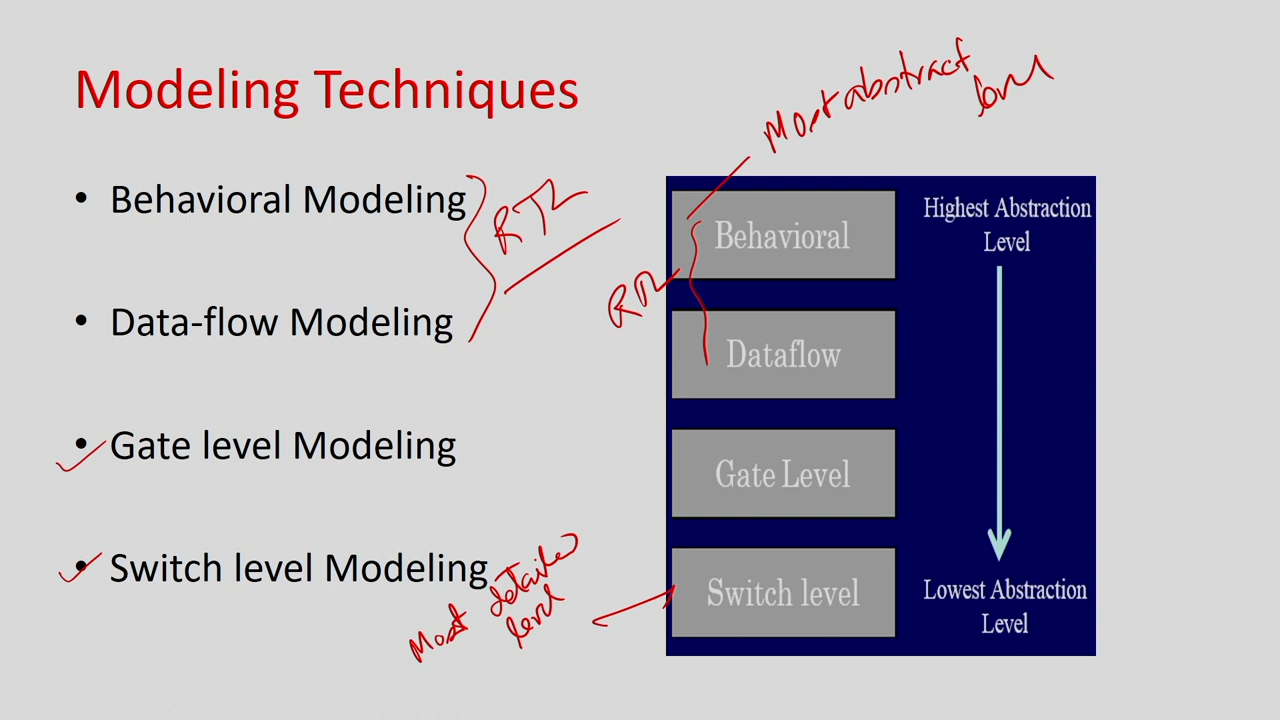 Modeling Techniques
• Behavioral Modeling
• Data-flow Modeling
• Gate level Modeling
• Switch level Modeling
RTL
Most detailed
level
Most abstract
level
RTL
Behavioral
Dataflow
Gate Level
Switch level
Highest Abstraction
Level
Lowest Abstraction
Level